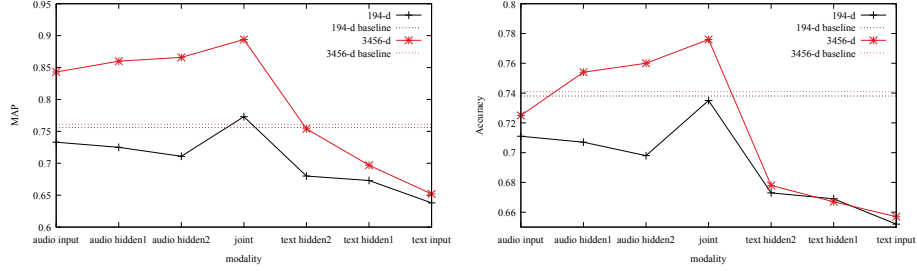 0.95
0.9
0.85
0.8
0.75
0.7
0.65
0.6
MAP
194-d
194-d baseline
3456-d
3456-d baseline
audio input audio hidden1 audio hidden2 joint text hidden2 text hidden1 text input
modality
0.8
0.78
0.76
0.74
0.72
0.7
0.68
0.66
Accuracy
194-d
194-d baseline
3456-d
3456-d baseline
audio input audio hidden1 audio hidden2 joint text hidden2 text hidden1 text input
modality